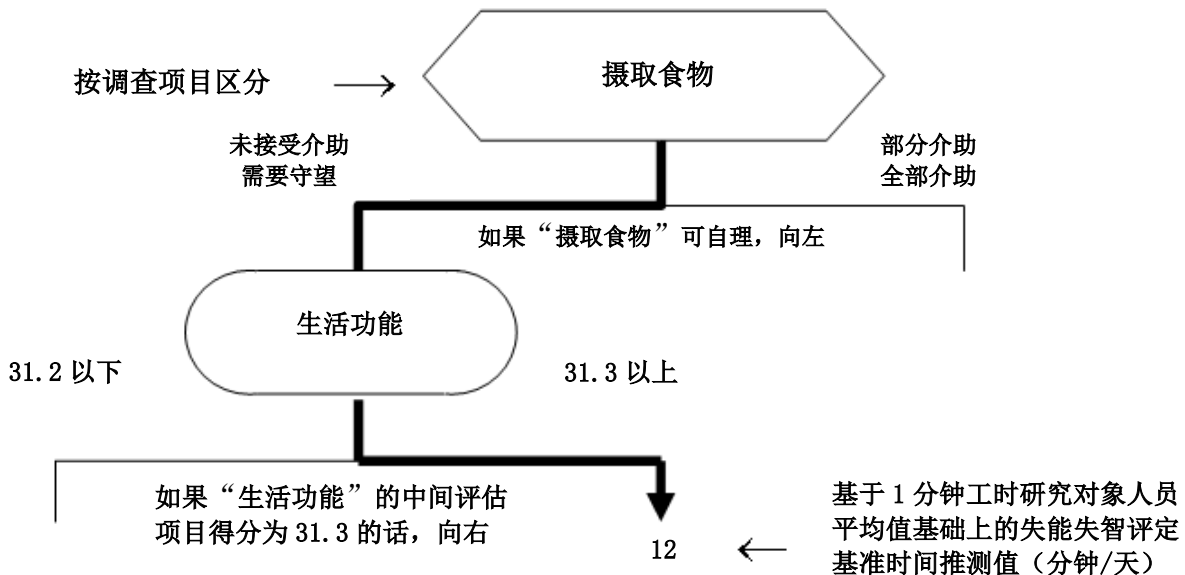 摄取食物
按调查项目区分
未接受介助
需要守望
部分介助
全部介助
如果“摄取食物”可自理，向左
生活功能
31.2 以下
31.3 以上
如果“生活功能”的中间评估
项目得分为 31.3 的话，向右
12
基于 1 分钟工时研究对象人员
平均值基础上的失能失智评定
基准时间推测值（分钟/天）